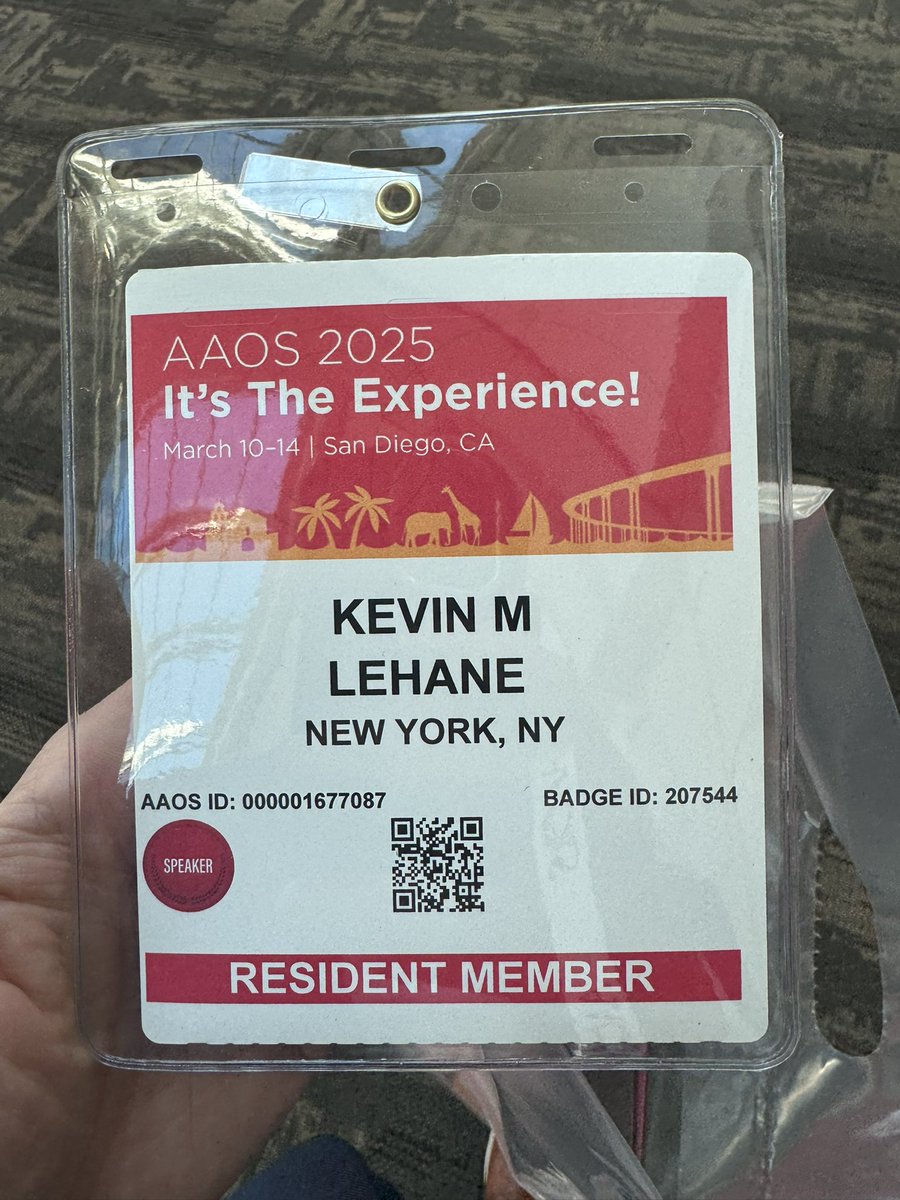 AAOS 2025
It's The Experience!
March 10–14 | San Diego, CA
KEVIN M
LEHANE
NEW YORK, NY
AAOS ID: 000001677087
BADGE ID: 207544
SPEAKER
RESIDENT MEMBER